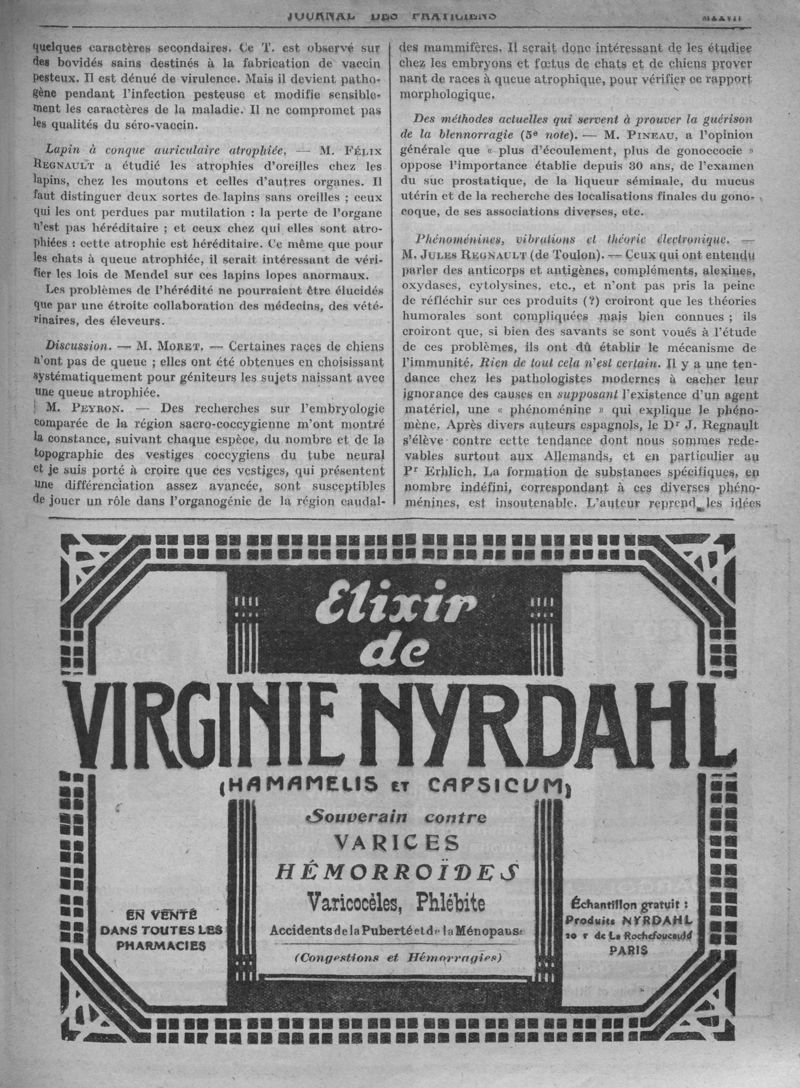 JOURNAL DES PRATICIENS
quelques caractères secondaires. Ce T. est observé sur
des bovidés sains destinés à la fabrication de vaccin
pesteux. Il est dénué de virulence. Mais il devient patho-
gène pendant l'infection pesteuse et modifie sensible-
ment les caractères de la maladie. Il ne compromet pas
les qualités du séro-vaccin.
Lapin à conque auriculaire atrophiée. — M. FÉLIX
REGNAULT a étudié les atrophies d'oreilles chez les
lapins, chez les moutons et celles d'autres organes. Il
faut distinguer deux sortes de lapins sans oreilles ; ceux
qui les ont perdues par mutilation : la perte de l'organe
n'est pas héréditaire ; et ceux chez qui elles sont atro-
phiées : cette atrophie est héréditaire. Ce même que pour
les chats à queue atrophiée, il serait intéressant de véri-
fier les lois de Mendel sur ces lapins lopes anormaux.
Les problèmes de l'hérédité ne pourraient être élucidés
que par une étroite collaboration des médecins, des vété-
rinaires, des éleveurs.
Discussion. — M. MORET. — Certaines races de chiens
n'ont pas de queue ; elles ont été obtenues en choisissant
systématiquement pour géniteurs les sujets naissant avec
une queue atrophiée.
M. PEYRON. — Des recherches sur l'embryologie
comparée de la région sacro-coccygienne m'ont montré
la constance, suivant chaque espèce, du nombre et de la
topographie des vestiges coccygiens du tube neural
et je suis porté à croire que ces vestiges, qui présentent
une différenciation assez avancée, sont susceptibles
de jouer un rôle dans l'organogénie de la région caudal-
des mammifères. Il serait donc intéressant de les étudiee
chez les embryons et fœtus de chats et de chiens prover
nant de races à queue atrophique, pour vérifier ce rapport
morphologique.
Des méthodes actuelles qui servent à prouver la guérison
de la blennorragie (5e note). — M. PINEAU, a l'opinion
générale que « plus d'écoulement, plus de gonoccocie »
oppose l'importance établie depuis 30 ans, de l'examen
du suc prostatique, de la liqueur séminale, du mucus
utérin et de la recherche des localisations finales du gono-
coque, de ses associations diverses, etc.
Phénoménines, vibrations et théorie électronique. —
M. JULES REGNAULT (de Toulon). — Ceux qui ont entendu
parler des anticorps et antigènes, compléments, alexines,
oxydases, cytolysines, etc., et n'ont pas pris la peine
de réfléchir sur ces produits (?) croiront que les théories
humorales sont compliquées mais bien connues ; ils
croiront que, si bien des savants se sont voués à l'étude
de ces problèmes, ils ont dû établir le mécanisme de
l'immunité. Rien de tout cela n'est certain. Il y a une ten-
dance chez les pathologistes modernes à cacher leur
ignorance des causes en supposant l'existence d'un agent
matériel, une « phénoménine » qui explique le phéno-
mène. Après divers auteurs espagnols, le Dr J. Regnault
s'élève contre cette tendance dont nous sommes rede-
vables surtout aux Allemands, et en particulier au
Pr Erhlich. La formation de substances spécifiques, en
nombre indéfini, correspondant à ces diverses phéno-
ménines, est insoutenable. L'auteur reprend les idées
Elixir
de
VIRGINIE NYRDAHL
(HAMAMELIS ET CAPSICUM)
Souverain contre
VARICES
HÉMORROÏDES
Varicocèles, Phlébite
Accidents de la Puberté et de la Ménopause
(Congestions et Hémorragies)
EN VENTE
DANS TOUTES LES
PHARMACIES
Échantillon gratuit :
Produits NYRDAHL
20 r de La Rochefoucauld
PARIS